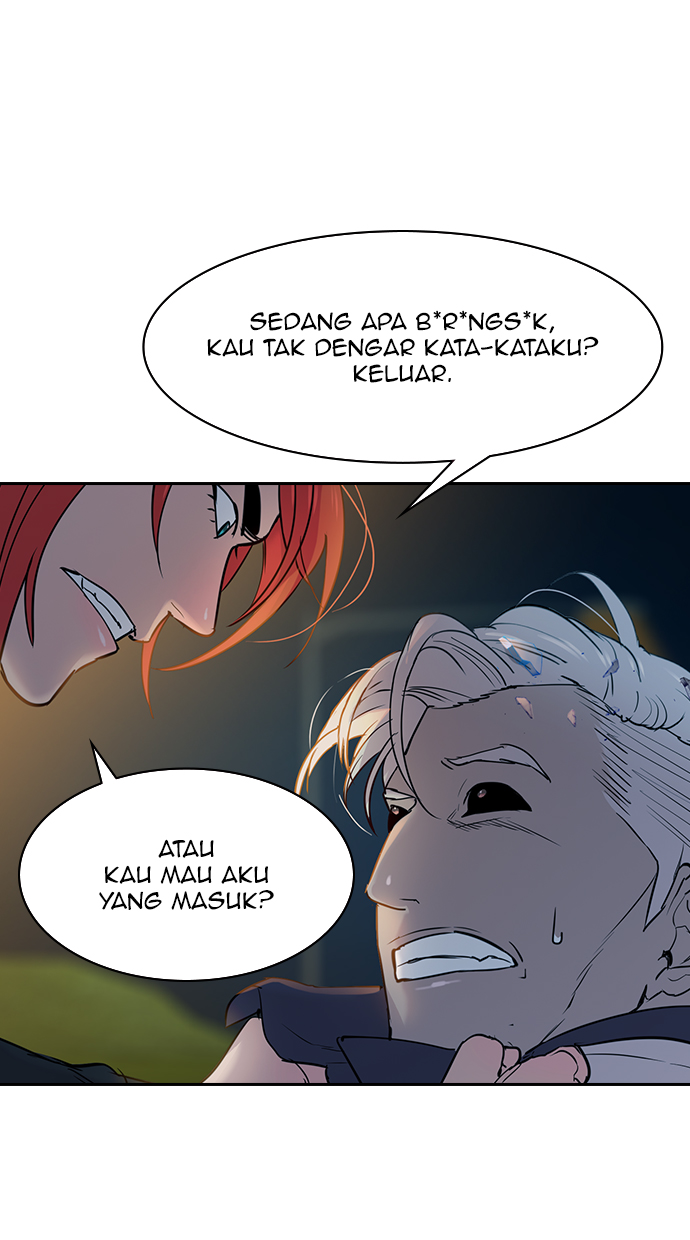 SEDANG APA B*R*NGS*K,
KAU TAK DENGAR KATA-KATAKU?
KELUAR.
ATAU
KAU MAU AKU
YANG MASUK?